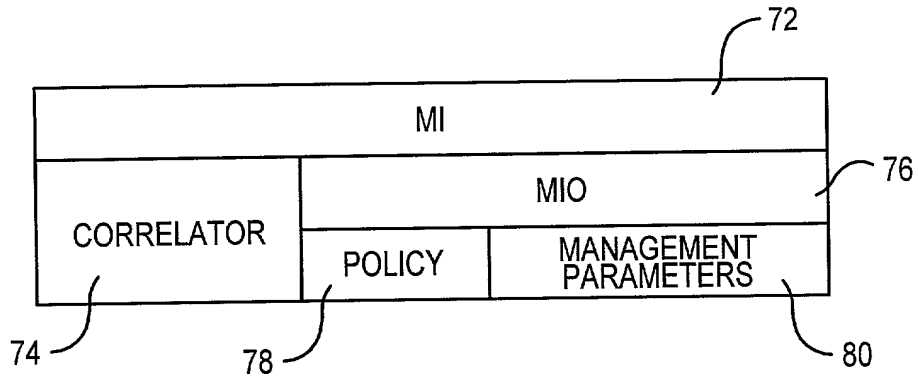 72
MI
76
MIO
CORRELATOR
POLICY
MANAGEMENT
PARAMETERS
74
78
80